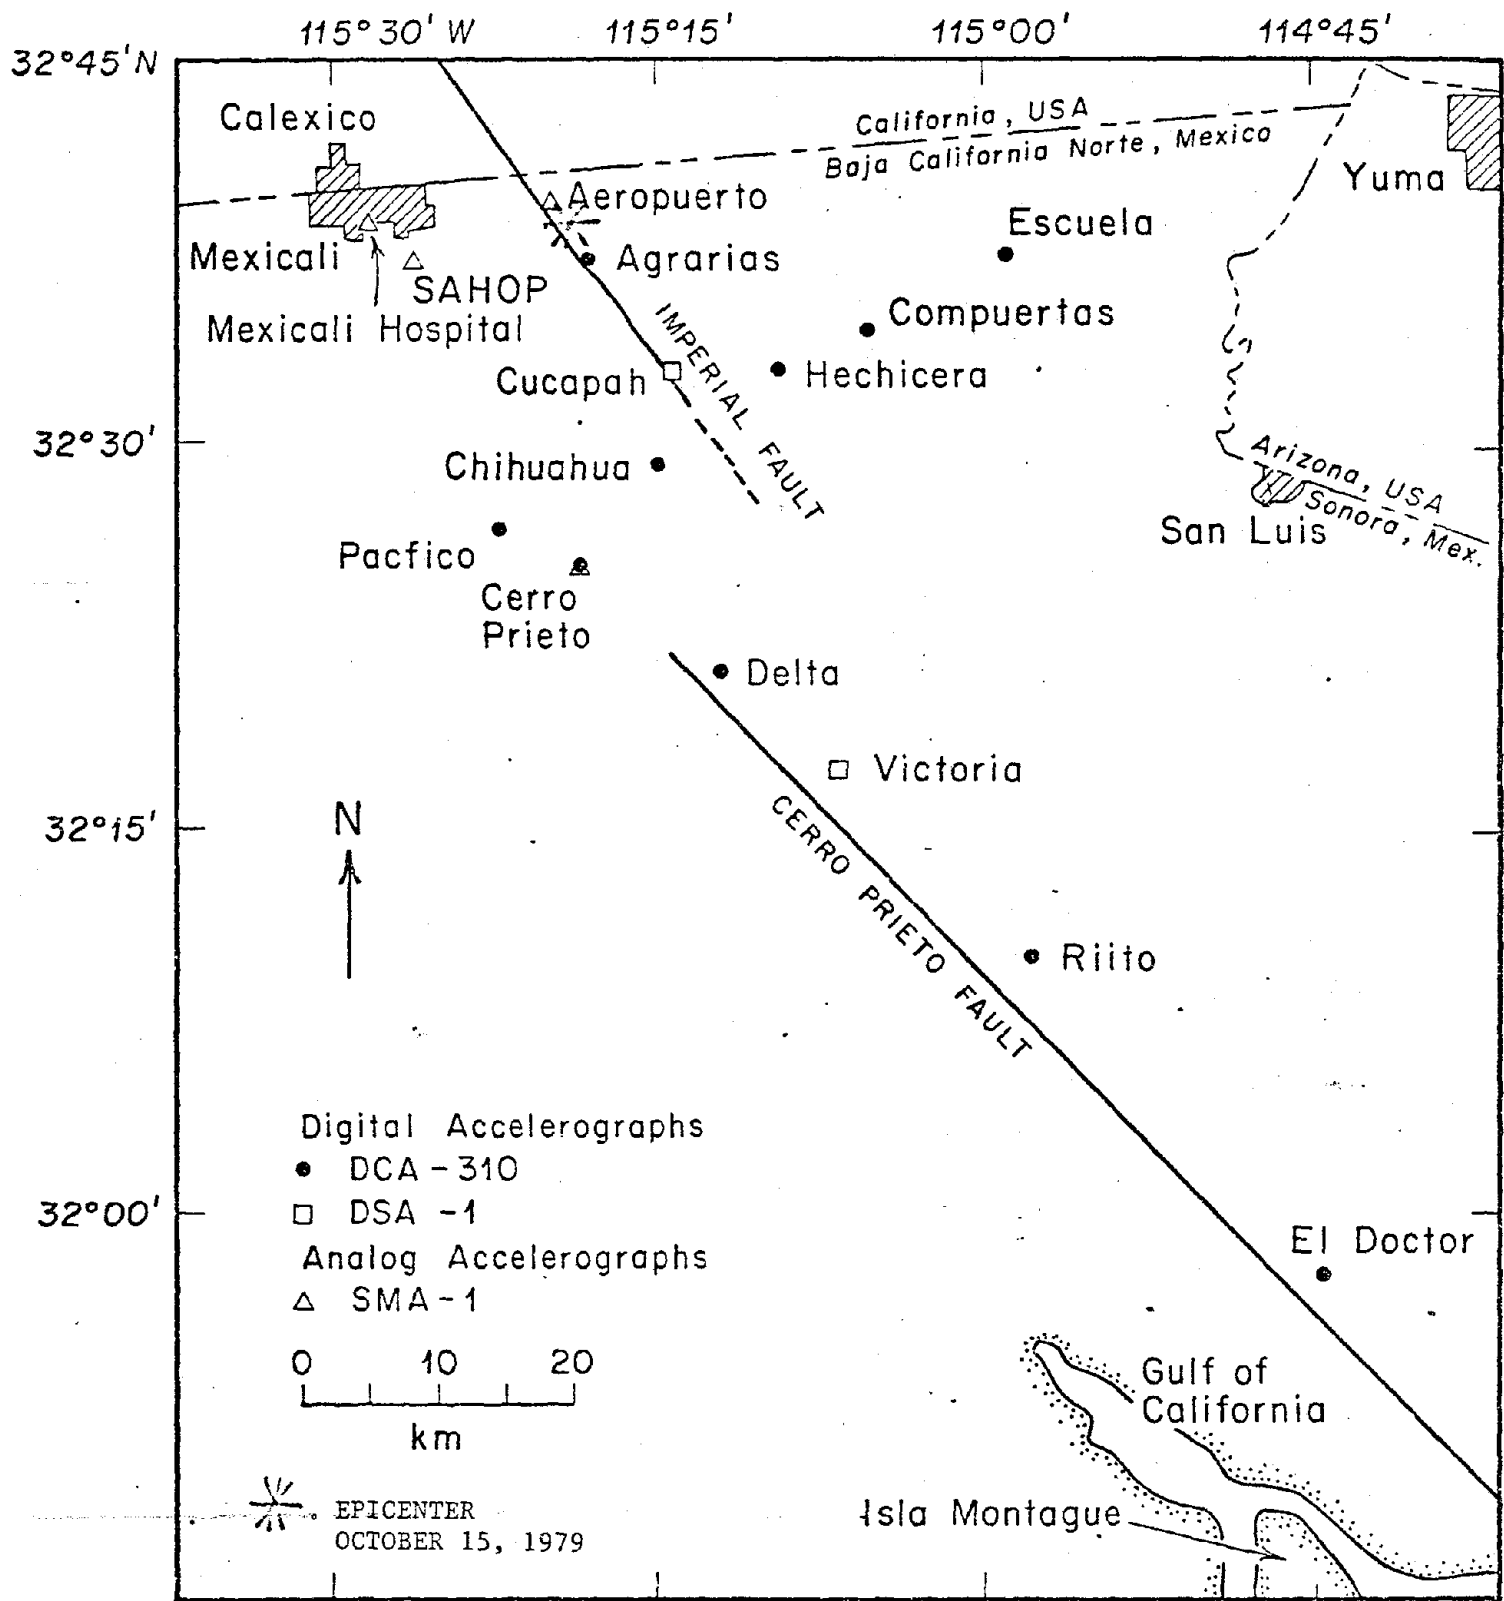 115°30' W
115°15'
115°00'
114°45'
32°45'N
Calexico
California, USA
Baja California Norte, Mexico
Yuma
Aeropuerto
Escuela
Mexicali
Agrarias
SAHOP
Mexicali Hospital
Compuertas
IMPERIAL FAULT
Cucapah
Hechicera
32°30'
Chihuahua
Arizona, USA
Sonora, Mex.
San Luis
Pacfico
Cerro
Prieto
Delta
Victoria
32°15'
N
CERRO PRIETO FAULT
Riito
Digital Accelerographs
DCA-310
DSA-1
32°00'
Analog Accelerographs
SMA-1
El Doctor
0 10 20
km
Gulf of
California
Isla Montague
EPICENTER
OCTOBER 15, 1979